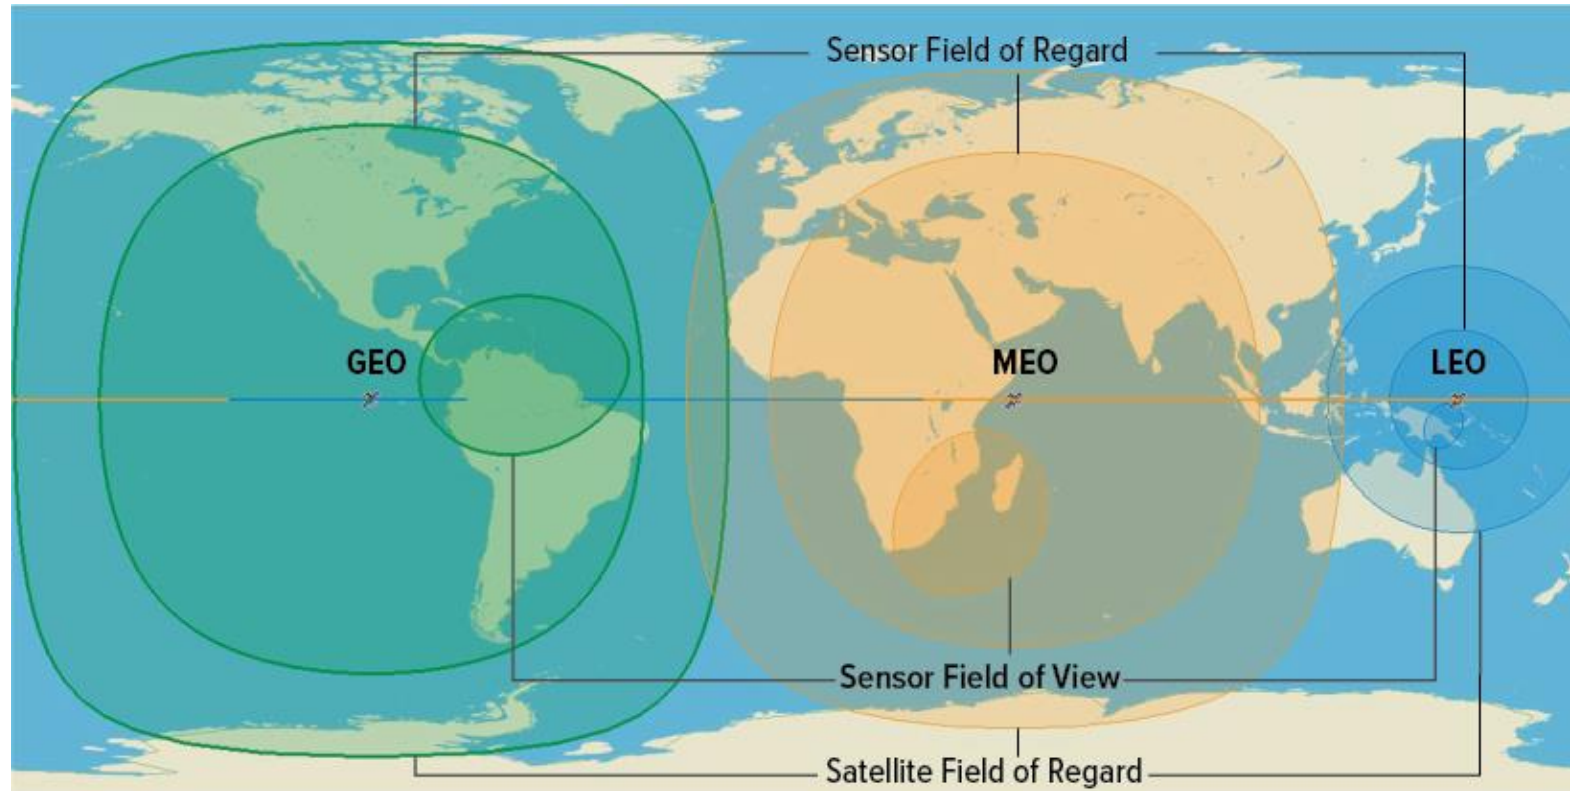 Sensor Field of Regard
GEO
MEO
LEO
Sensor Field of View
Satellite Field of Regard